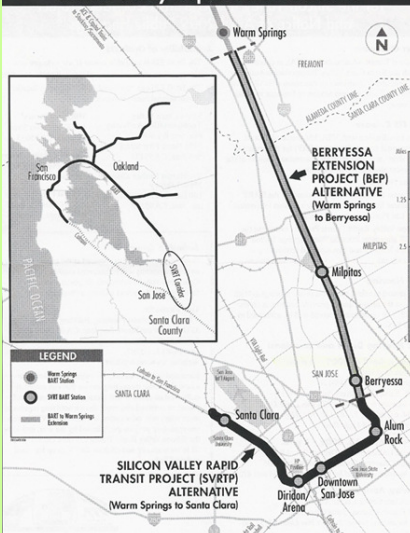 Warm Springs
N
FREMONT
ALAMEDA COUNTY LINE
SANTA CLARA COUNTY LINE
BERRYESSA
EXTENSION
PROJECT (BEP)
ALTERNATIVE
(Warm Springs
to Berryessa)
San
Francisco
Oakland
PACIFIC OCEAN
SVRT Corridor
San José
Santa Clara
County
MILPITAS
Milpitas
LEGEND
Warm Springs
BART Station
SVRT BART Station
BART to Warm Springs
Extension
SANTA CLARA
SAN JOSE
Berryessa
Santa Clara
Alum
Rock
Downtown
San Jose
Diridon/
Arena
SILICON VALLEY RAPID
TRANSIT PROJECT (SVRTP)
ALTERNATIVE
(Warm Springs to Santa Clara)